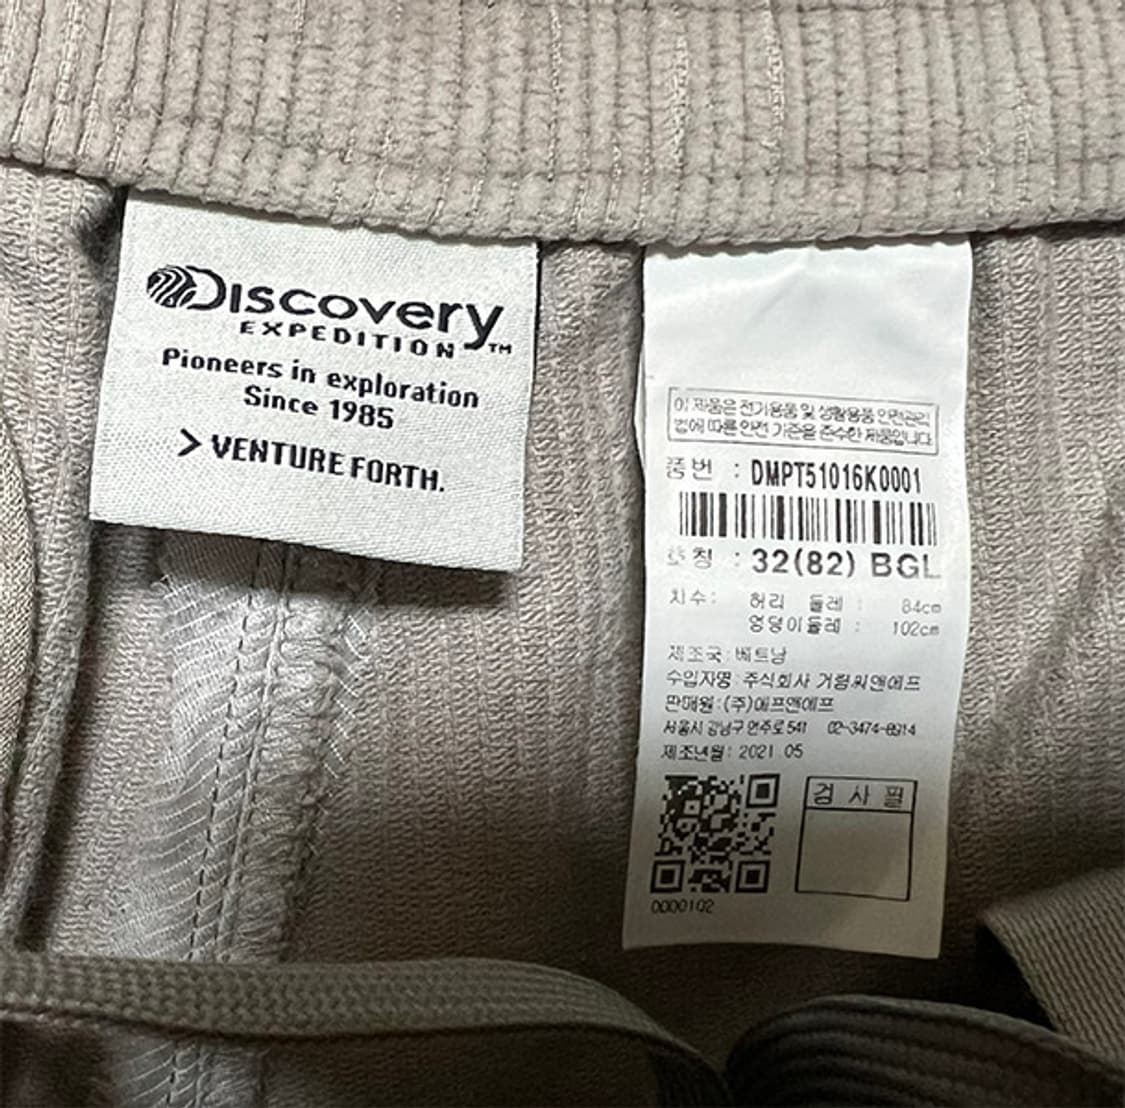 Discovery
EXPEDITION™
Pioneers in exploration
Since 1985
> VENTURE FORTH.
이 제품은 전기용품 및 생활용품 안전관리
법에 따른 안전 기준을 준수한 제품입니다
품번 : DMPT51016K0001
호칭 : 32(82) BGL
치수: 허리 둘레 : 84cm
엉덩이둘레 : 102cm
제조국: 베트남
수입자명: 주식회사 거림씨앤에프
판매원: (주)에프앤에프
서울시 강남구 언주로 541 02-3474-8914
제조년월: 2021. 05
검 사 필
0000102